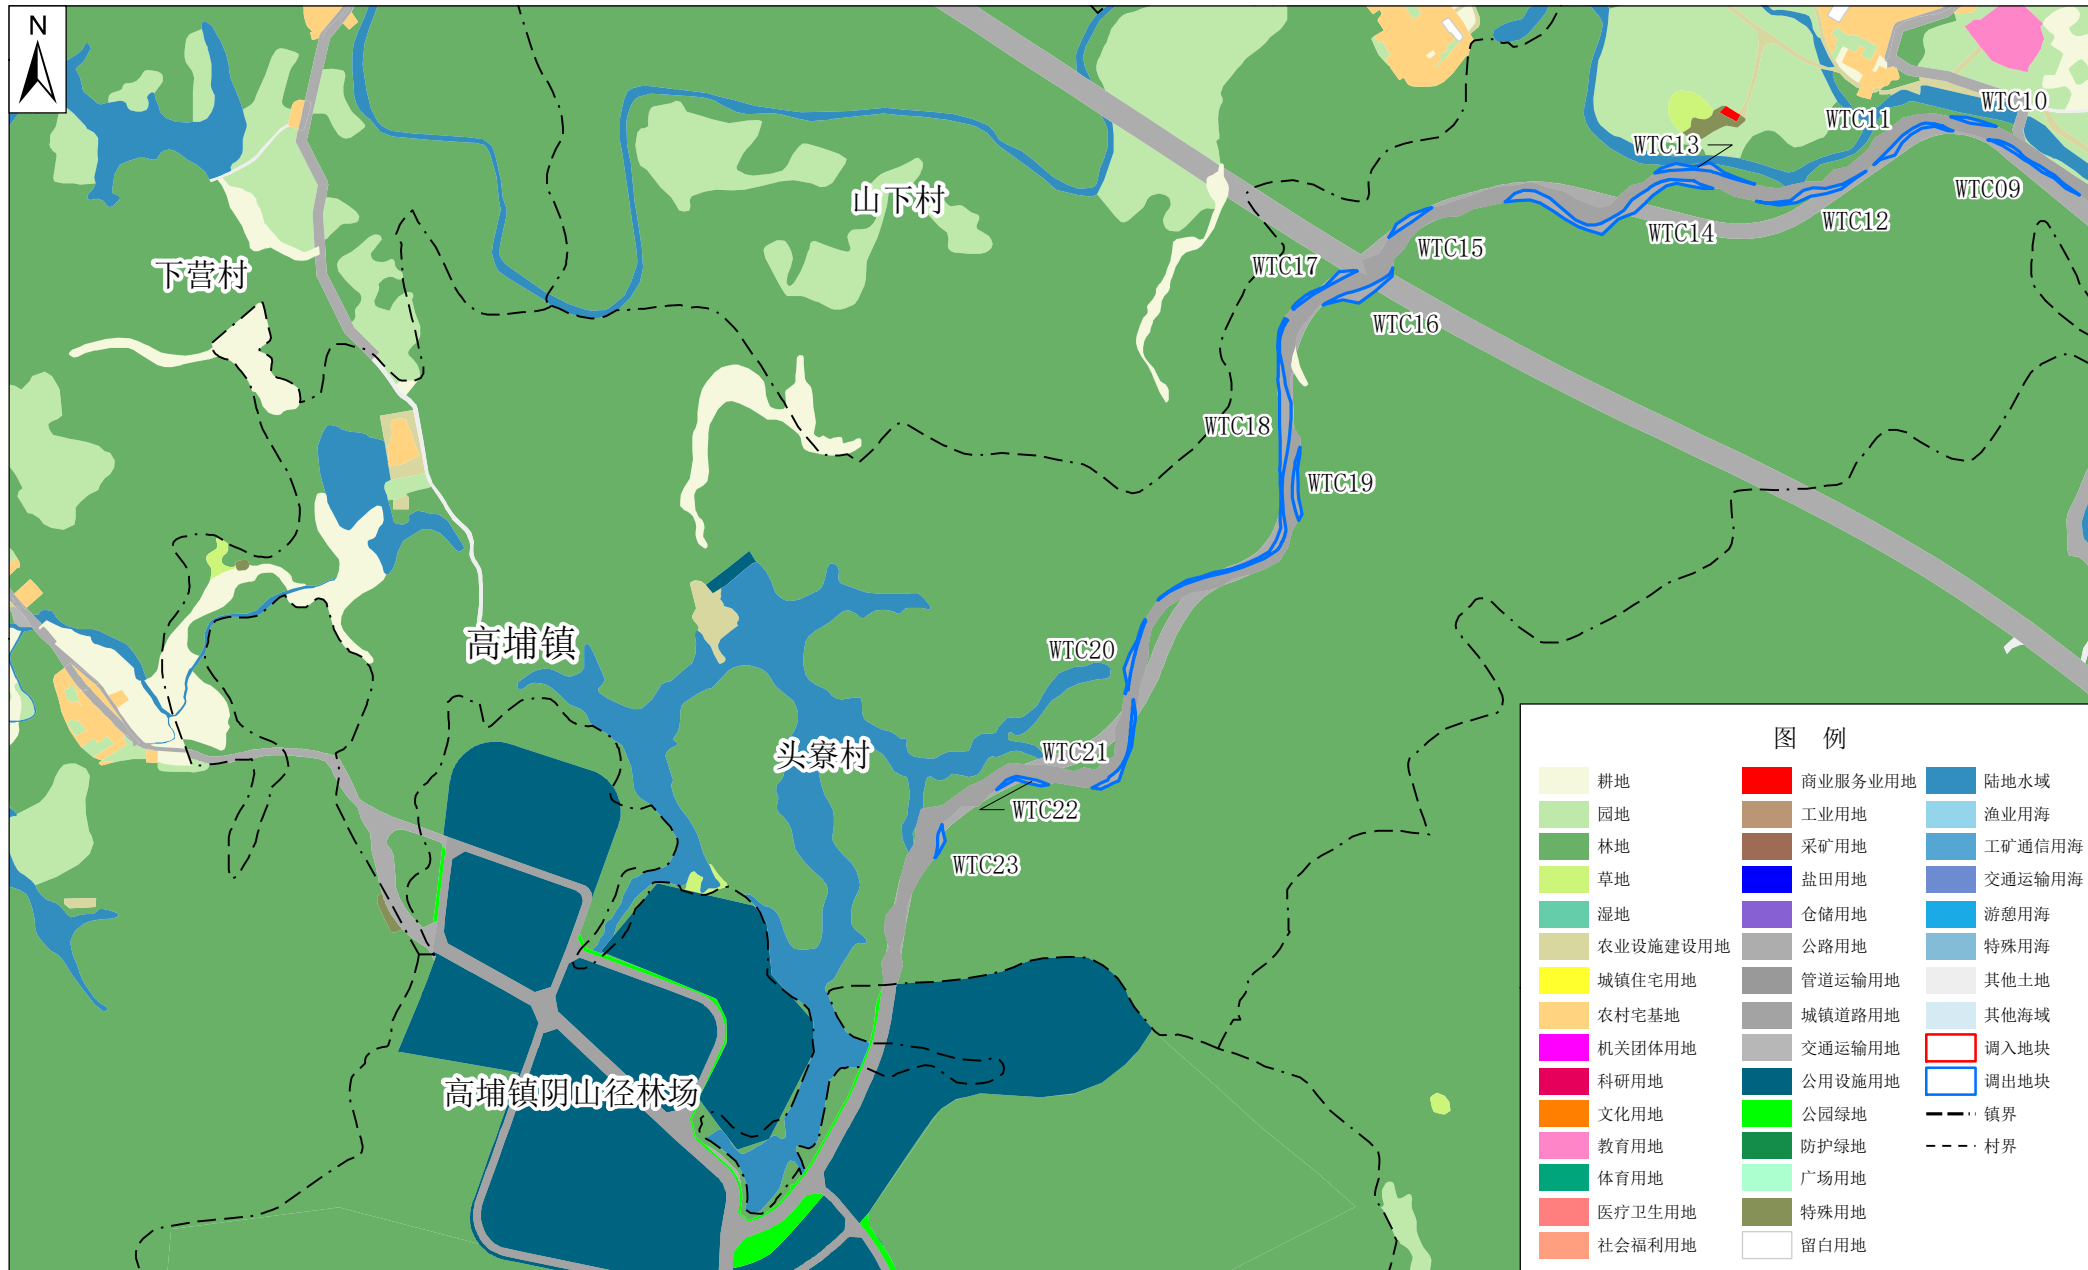 N
WTC10
WTC11
WTC13
WTC09
山下村
WTC12
WTC14
WTC15
下营村
WTC17
WTC16
WTC18
WTC19
高埔镇
WTC20
头寮村
WTC21
WTC22
WTC23
高埔镇阴山径林场
图 例
耕地
园地
林地
草地
湿地
农业设施建设用地
城镇住宅用地
农村宅基地
机关团体用地
科研用地
文化用地
教育用地
体育用地
医疗卫生用地
社会福利用地
商业服务业用地
工业用地
采矿用地
盐田用地
仓储用地
公路用地
管道运输用地
城镇道路用地
交通运输用地
公用设施用地
公园绿地
防护绿地
广场用地
特殊用地
留白用地
陆地水域
渔业用海
工矿通信用海
交通运输用海
游憩用海
特殊用海
其他土地
其他海域
调入地块
调出地块
镇界
村界